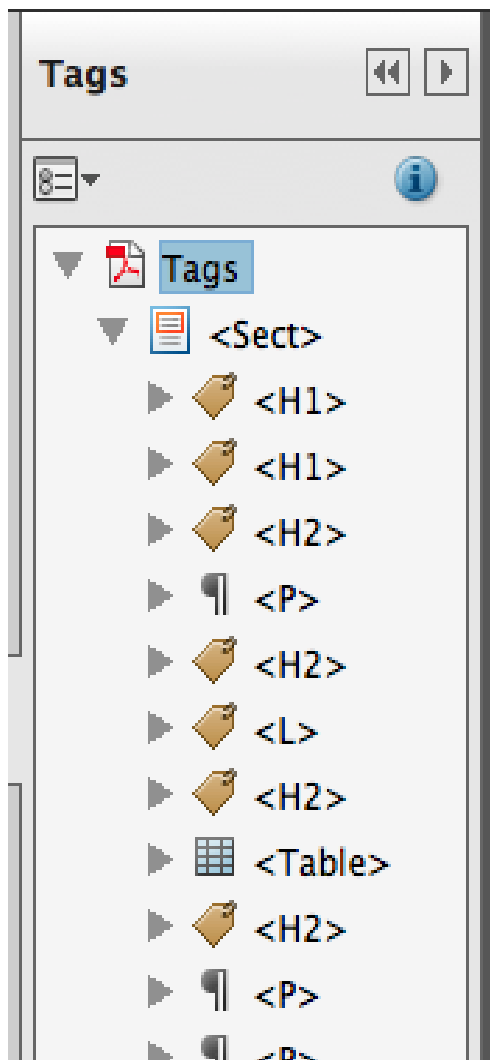 Tags
Tags
<Sect>
<H1>
<H1>
<H2>
<P>
<H2>
<L>
<H2>
<Table>
<H2>
<P>
<P>